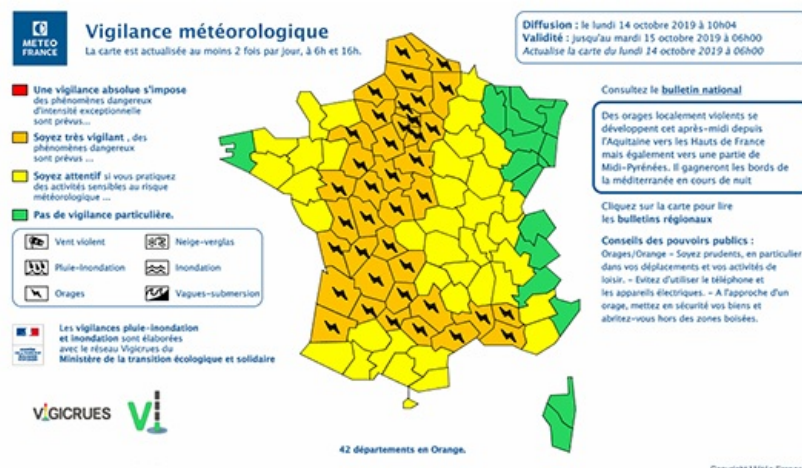 METEO
FRANCE
Vigilance météorologique
La carte est actualisée au moins 2 fois par jour, à 6h et 16h.
Diffusion : le lundi 14 octobre 2019 à 10h04
Validité : jusqu'au mardi 15 octobre 2019 à 06h00
Actualise la carte du lundi 14 octobre 2019 à 06h00
Une vigilance absolue s'impose
des phénomènes dangereux
d'intensité exceptionnelle
sont prévus...
Soyez très vigilant , des
phénomènes dangereux
sont prévus ...
Soyez attentif si vous pratiquez
des activités sensibles au risque
météorologique ...
Pas de vigilance particulière.
Vent violent
Neige-verglas
Pluie-Inondation
Inondation
Orages
Vagues-submersion
Les vigilances pluie-inondation
et inondation sont élaborées
avec le réseau Vigicrues du
Ministère de la transition écologique et solidaire
VIGICRUES
42 départements en Orange.
Consultez le bulletin national
Des orages localement violents se
développent cet après-midi depuis
l'Aquitaine vers les Hauts de France
mais également vers une partie de
Midi-Pyrénées. Il gagneront les bords de
la méditerranée en cours de nuit
Cliquez sur la carte pour lire
les bulletins régionaux
Conseils des pouvoirs publics :
Orages/Orange - Soyez prudents, en particulier
dans vos déplacements et vos activités de
loisir. - Evitez d'utiliser le téléphone et
les appareils électriques. - A l'approche d'un
orage, mettez en sécurité vos biens et
abritez-vous hors des zones boisées.